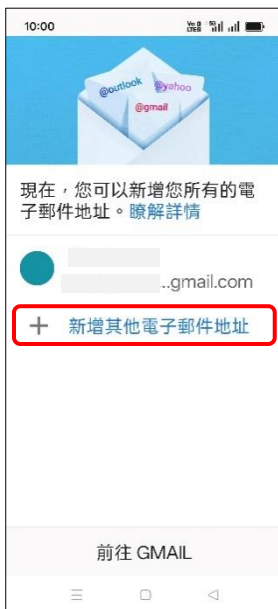 10:00
@outlook
@yahoo
@gmail
現在，您可以新增您所有的電
子郵件地址。瞭解詳情
..gmail.com
+ 新增其他電子郵件地址
前往 GMAIL